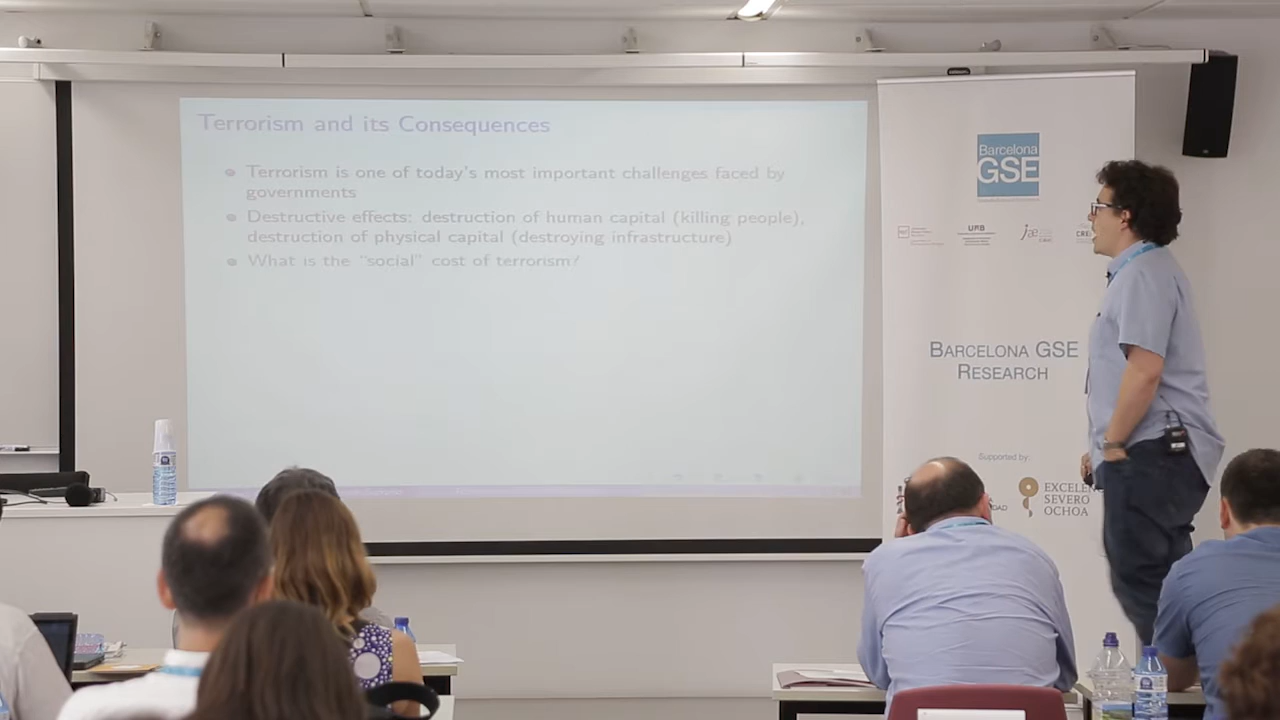 Terrorism and its Consequences
Terrorism is one of today's most important challenges faced by
governments
Destructive effects: destruction of human capital (killing people),
destruction of physical capital (destroying infrastructure)
What is the "social" cost of terrorism?
Barcelona
GSE
UAB
BARCELONA GSE
RESEARCH
Supported by:
SEVERO
OCHOA